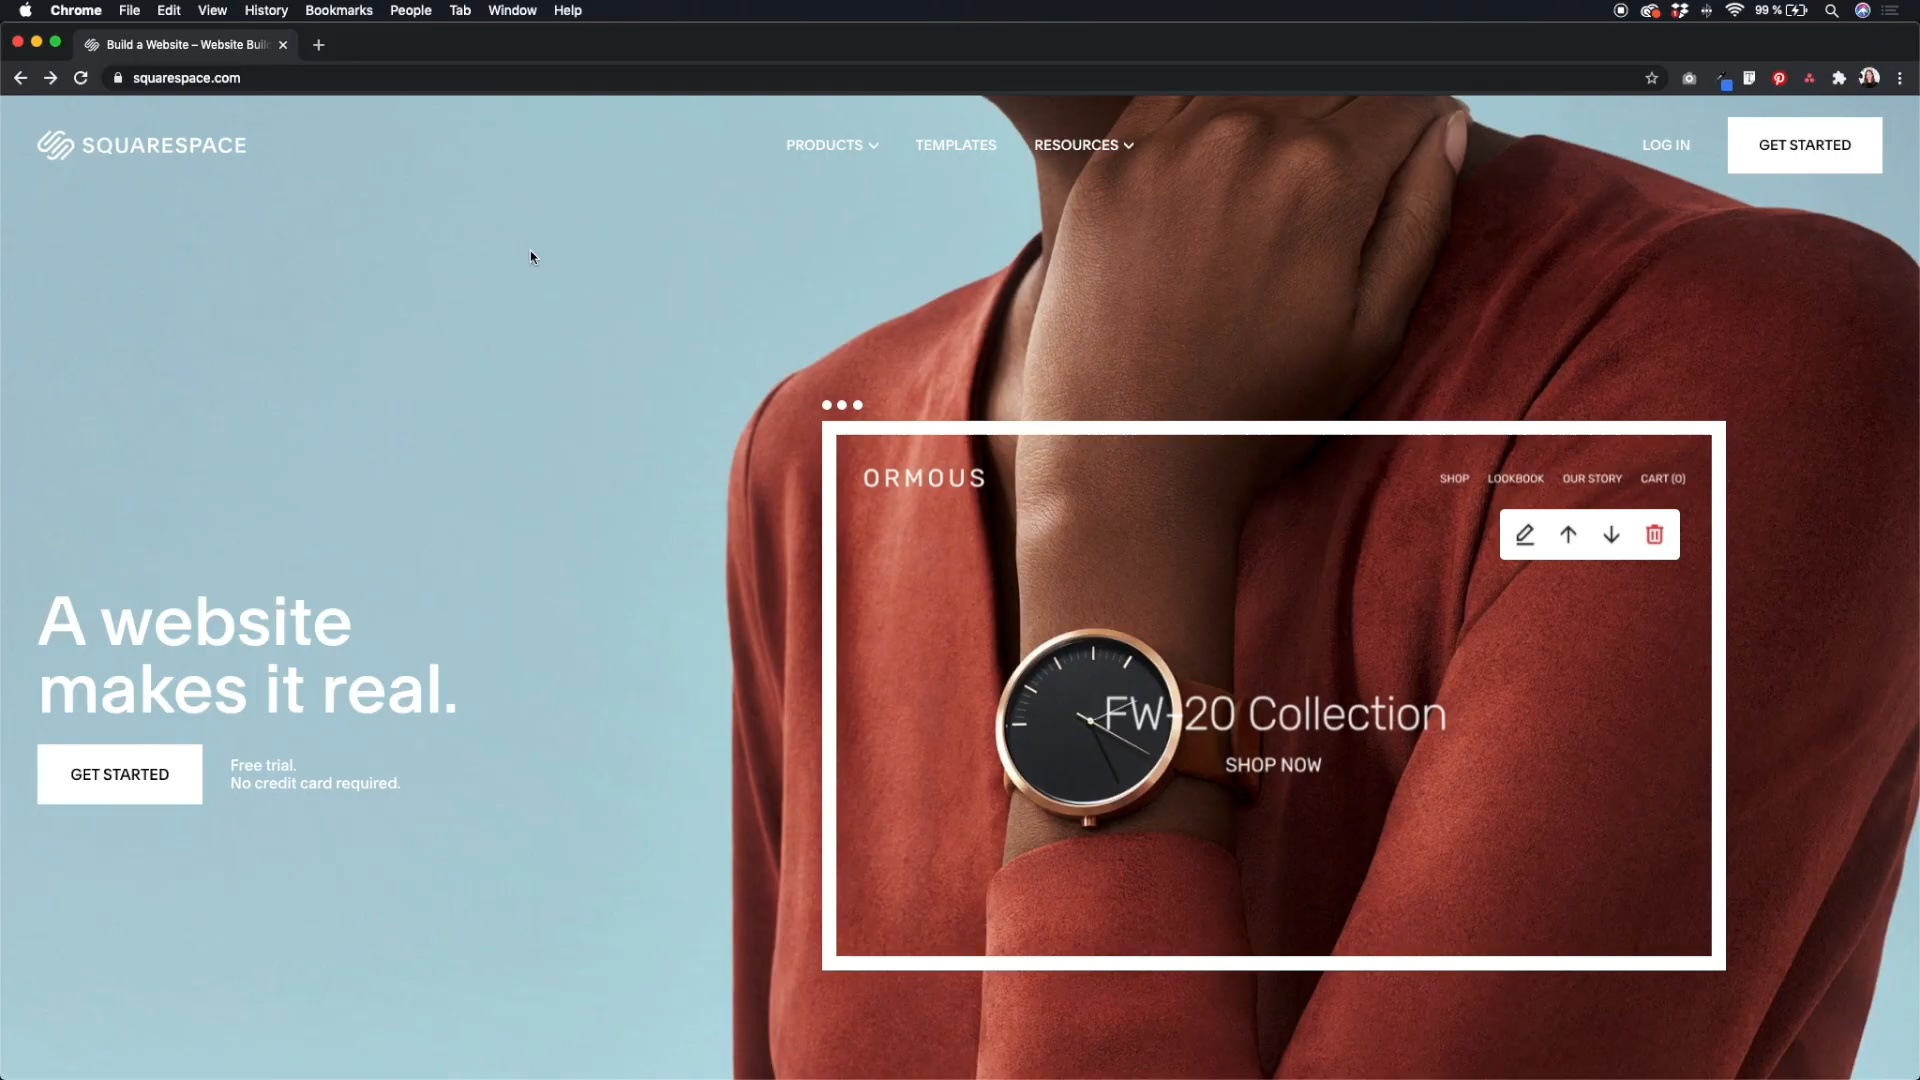 Chrome File Edit View History Bookmarks People Tab Window Help
99 %
Build a Website – Website Buil
squarespace.com
SQUARESPACE
PRODUCTS
TEMPLATES
RESOURCES
LOG IN
GET STARTED
ORMOUS
SHOP LOOKBOOK OUR STORY CART (0)
A website
makes it real.
FW-20 Collection
SHOP NOW
GET STARTED
Free trial.
No credit card required.